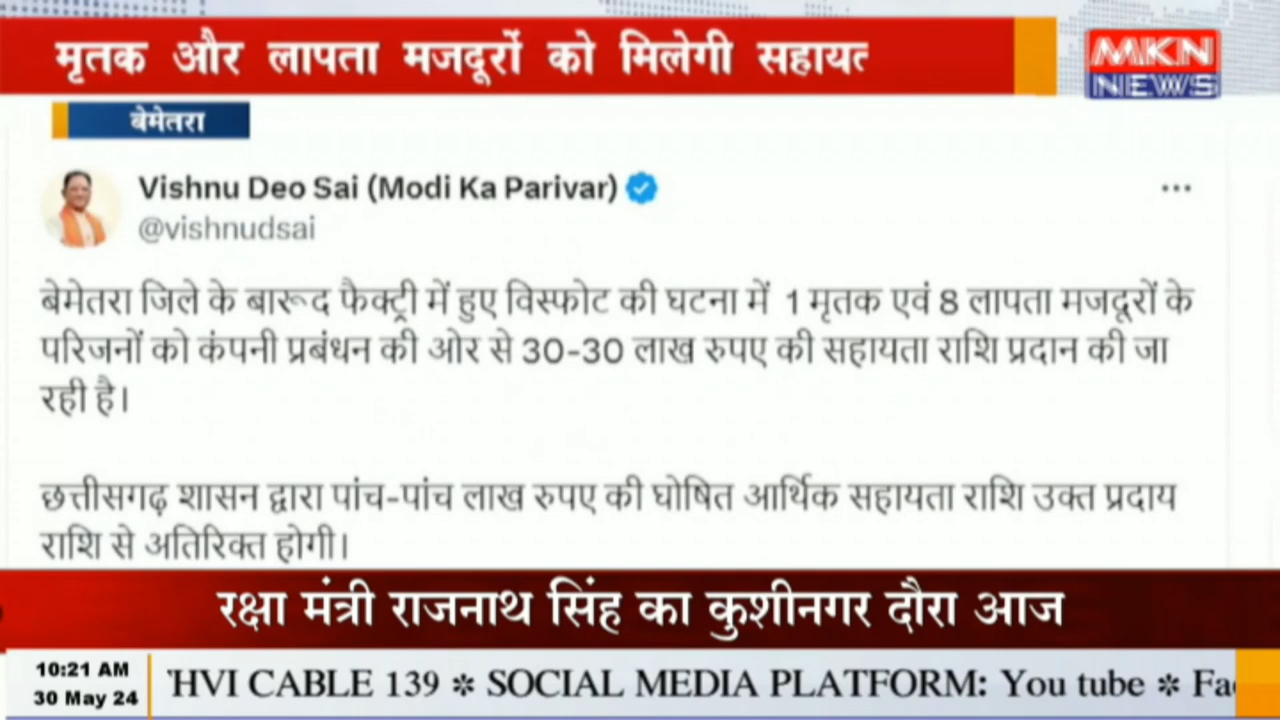 मृतक और लापता मजदूरों को मिलेगी सहायत
MKN
NEWS
बेमेतरा
Vishnu Deo Sai (Modi Ka Parivar)
@vishnudsai
बेमेतरा जिले के बारूद फैक्ट्री में हुए विस्फोट की घटना में 1 मृतक एवं 8 लापता मजदूरों के
परिजनों को कंपनी प्रबंधन की ओर से 30-30 लाख रुपए की सहायता राशि प्रदान की जा
रही है।
छत्तीसगढ़ शासन द्वारा पांच-पांच लाख रुपए की घोषित आर्थिक सहायता राशि उक्त प्रदाय
राशि से अतिरिक्त होगी।
रक्षा मंत्री राजनाथ सिंह का कुशीनगर दौरा आज
10:21 AM
30 May 24
HVI CABLE 139 * SOCIAL MEDIA PLATFORM: You tube * Fa